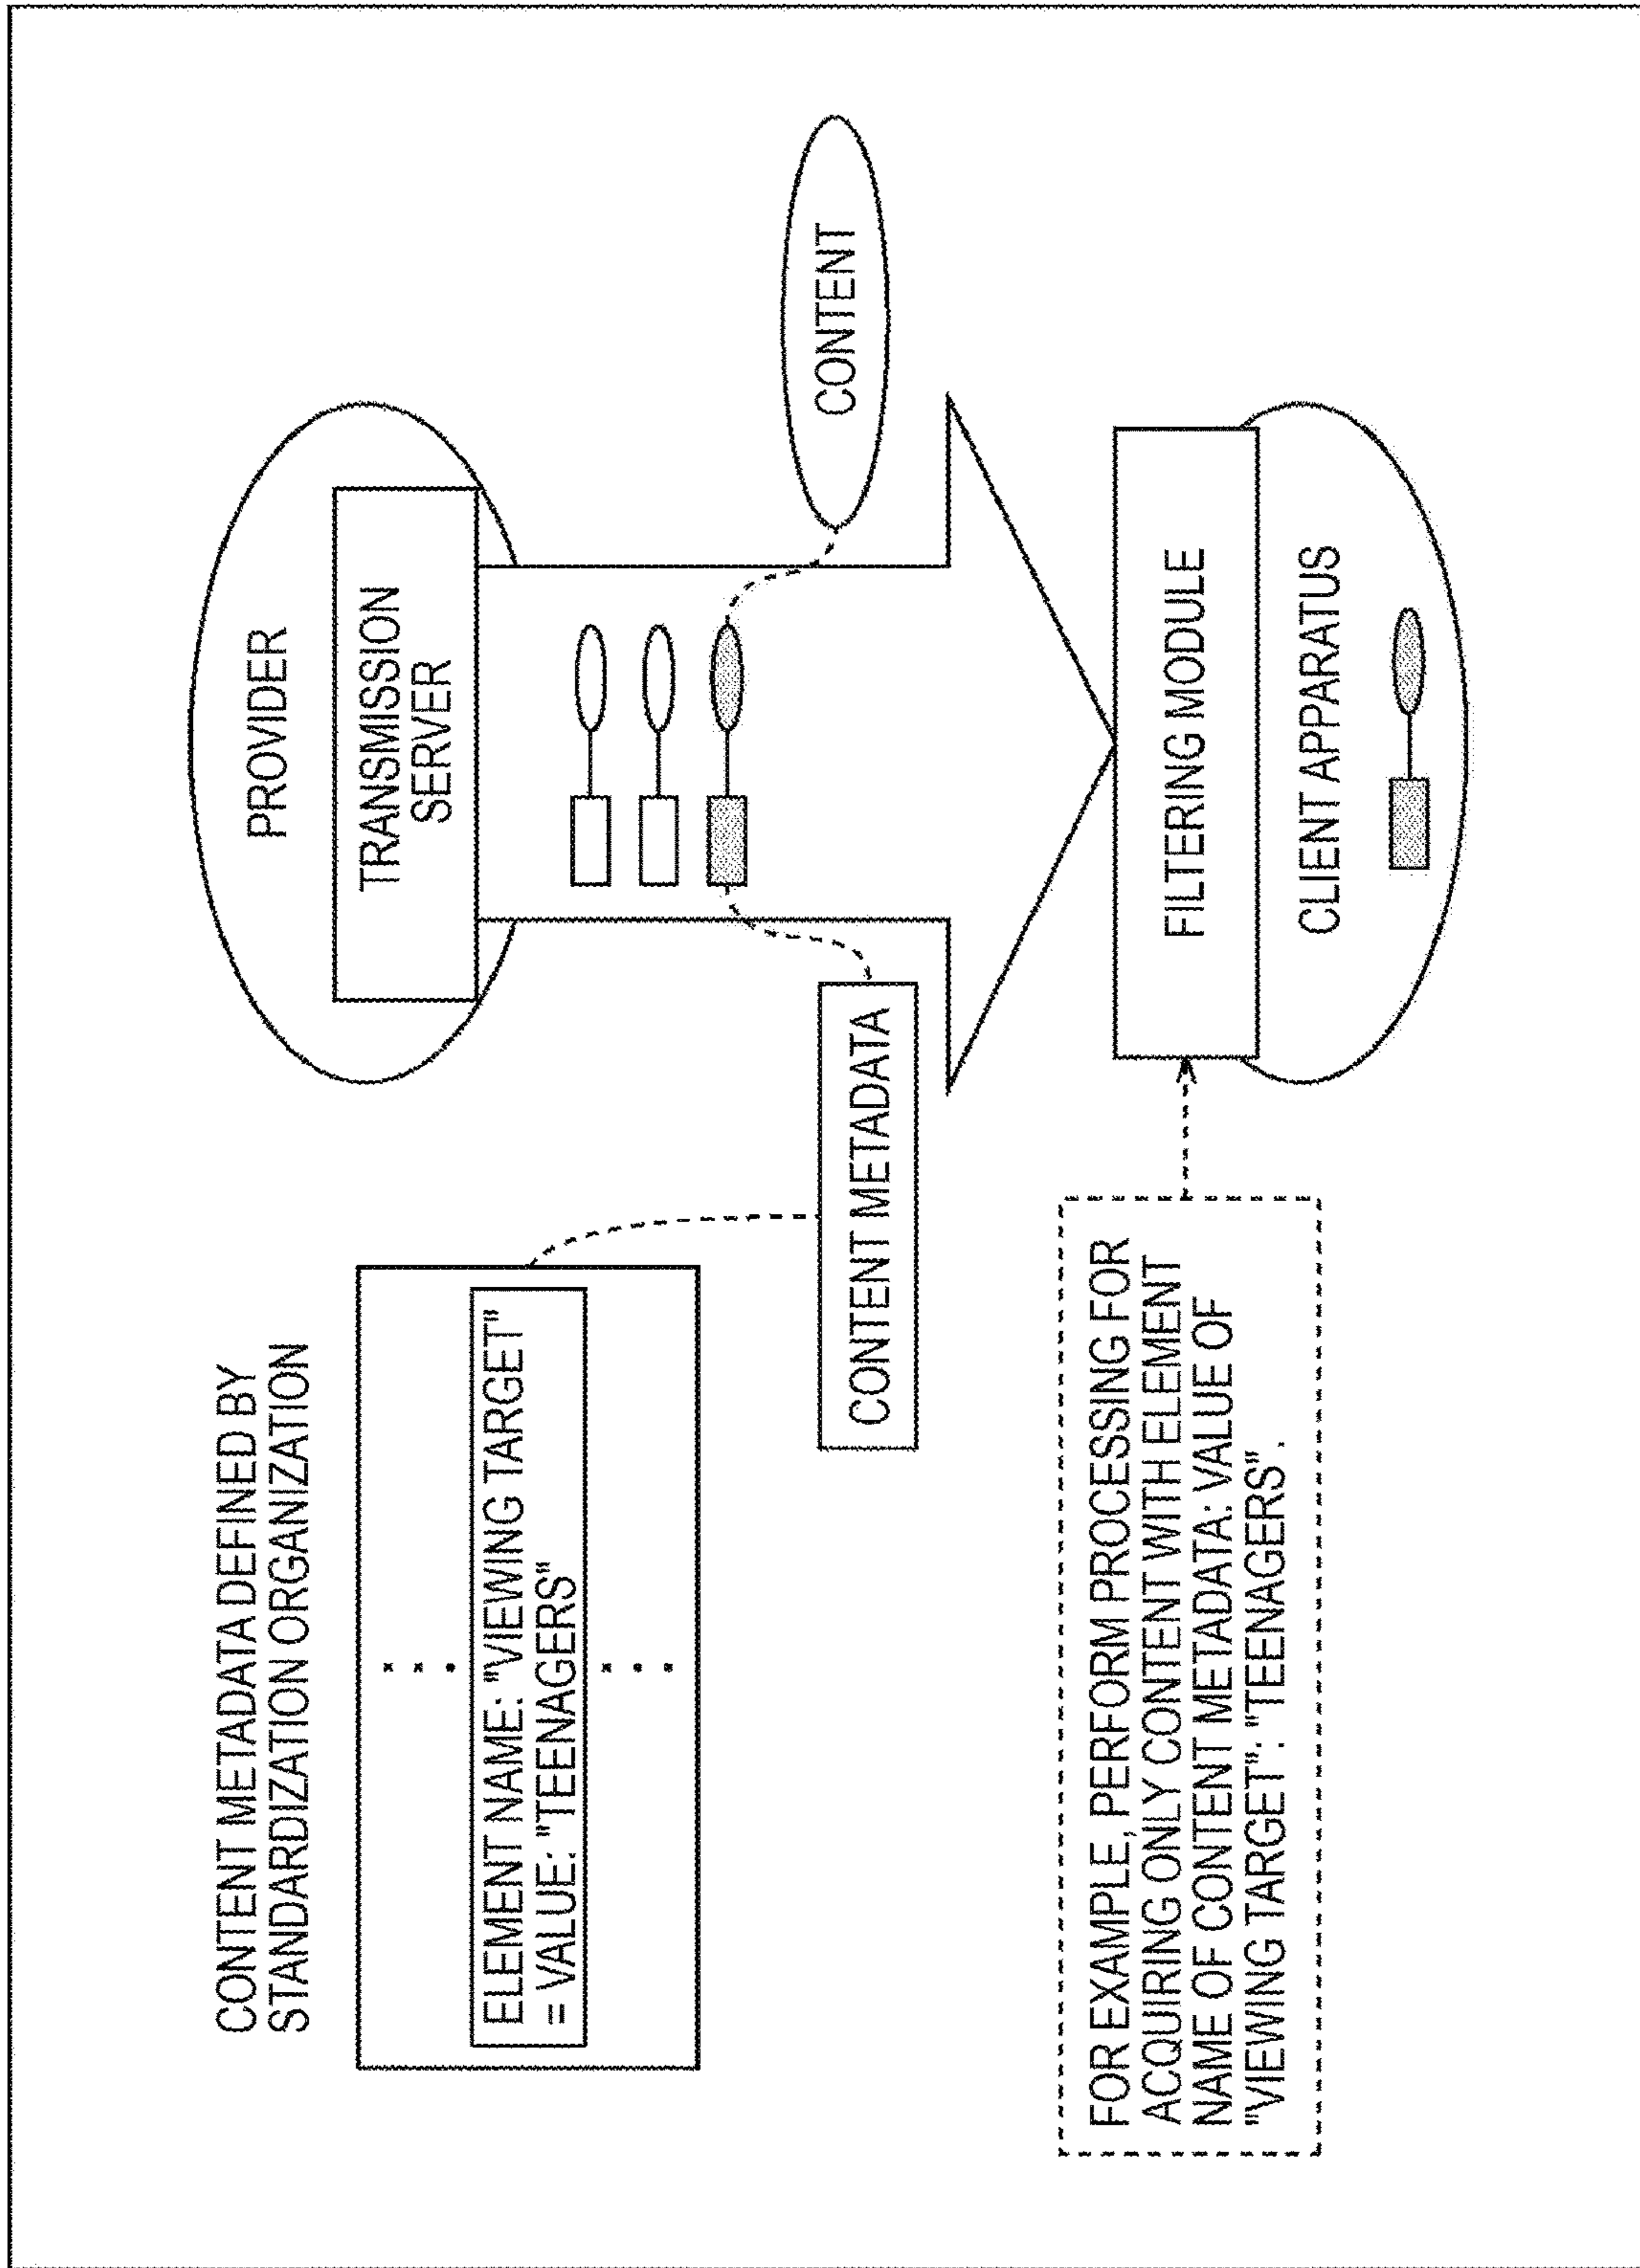 CONTENT METADATA DEFINED BY
STANDARDIZATION ORGANIZATION
ELEMENT NAME: "VIEWING TARGET"
= VALUE: "TEENAGERS"
PROVIDER
TRANSMISSION
SERVER
CONTENT METADATA
CONTENT
FOR EXAMPLE, PERFORM PROCESSING FOR
ACQUIRING ONLY CONTENT WITH ELEMENT
NAME OF CONTENT METADATA: VALUE OF
"VIEWING TARGET": "TEENAGERS".
FILTERING MODULE
CLIENT APPARATUS